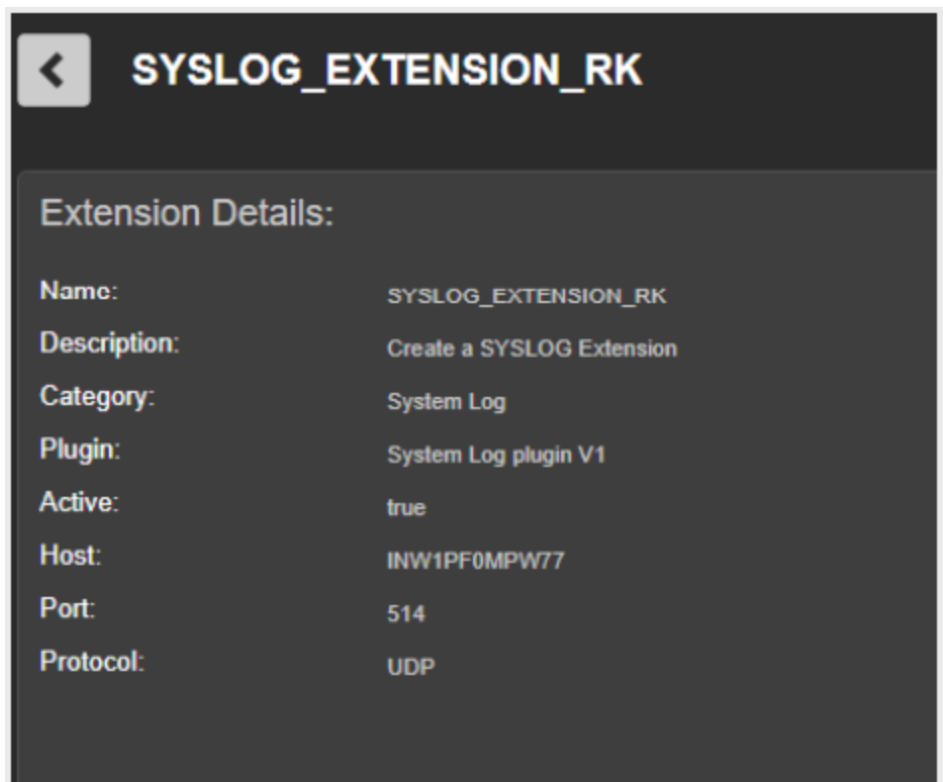 SYSLOG_EXTENSION_RK
Extension Details:
Name: SYSLOG_EXTENSION_RK
Description: Create a SYSLOG Extension
Category: System Log
Plugin: System Log plugin V1
Active: true
Host: INW1PF0MPW77
Port: 514
Protocol: UDP